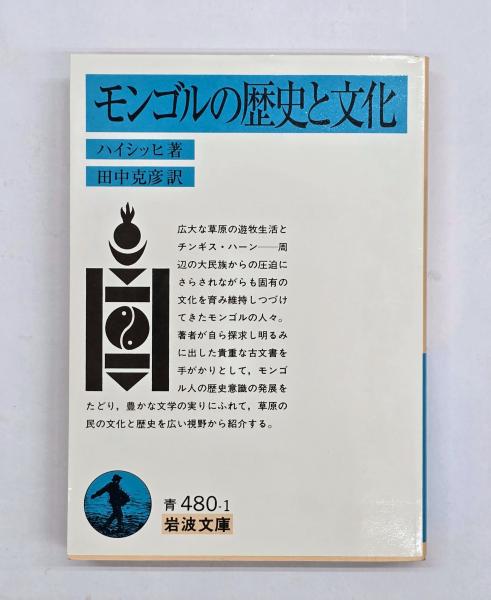 モンゴルの歴史と文化
ハイシッヒ 著
田中克彦 訳
広大な草原の遊牧生活と
チンギス・ハーン──周
辺の大民族からの圧迫に
さらされながらも固有の
文化を育み維持しつづけ
てきたモンゴルの人々。
著者が自ら探求し明るみ
に出した貴重な古文書を
手がかりとして，モンゴ
ル人の歴史意識の発展を
たどり，豊かな文学の実りにふれて，草原の
民の文化と歴史を広い視野から紹介する。
青 480-1
岩波文庫